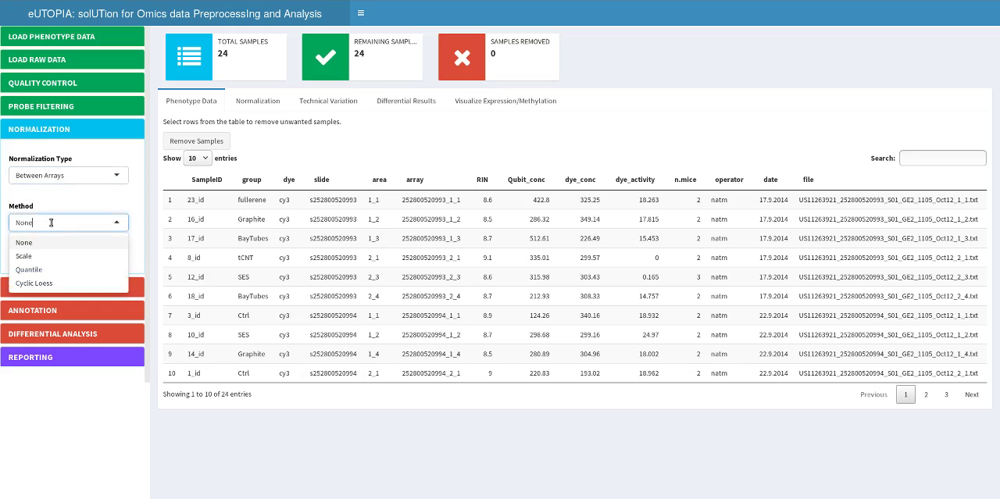 eUTOPIA: solUTion for Omics data PreprocessIng and Analysis
LOAD PHENOTYPE DATA
LOAD RAW DATA
QUALITY CONTROL
PROBE FILTERING
NORMALIZATION
Normalization Type
Between Arrays
Method
None
None
Scale
Quantile
Cyclic Loess
ANNOTATION
DIFFERENTIAL ANALYSIS
REPORTING
TOTAL SAMPLES
24
REMAINING SAMPL...
24
SAMPLES REMOVED
0
Phenotype Data Normalization Technical Variation Differential Results Visualize Expression/Methylation
Select rows from the table to remove unwanted samples.
Remove Samples
Show 10 entries Search:
SampleID group dye slide area array RIN Qubit_conc dye_conc dye_activity n.mice operator date file
1 23_id fullerene cy3 s252800520993 1_1 252800520993_1_1 8.6 422.8 325.25 18.263 2 natm 17.9.2014 US11263921_252800520993_S01_GE2_1105_Oct12_1_1.txt
2 16_id Graphite cy3 s252800520993 1_2 252800520993_1_2 8.5 286.32 349.14 17.815 2 natm 17.9.2014 US11263921_252800520993_S01_GE2_1105_Oct12_1_2.txt
3 17_id BayTubes cy3 s252800520993 1_3 252800520993_1_3 8.7 512.61 226.49 15.453 2 natm 17.9.2014 US11263921_252800520993_S01_GE2_1105_Oct12_1_3.txt
4 8_id tCNT cy3 s252800520993 2_1 252800520993_2_1 9.1 335.01 299.57 0 2 natm 17.9.2014 US11263921_252800520993_S01_GE2_1105_Oct12_2_1.txt
5 12_id SES cy3 s252800520993 2_3 252800520993_2_3 8.6 315.98 303.43 0.165 3 natm 17.9.2014 US11263921_252800520993_S01_GE2_1105_Oct12_2_3.txt
6 18_id BayTubes cy3 s252800520993 2_4 252800520993_2_4 8.7 212.93 308.33 14.757 2 natm 17.9.2014 US11263921_252800520993_S01_GE2_1105_Oct12_2_4.txt
7 3_id Ctrl cy3 s252800520994 1_1 252800520994_1_1 8.9 124.26 340.16 18.932 2 natm 22.9.2014 US11263921_252800520994_S01_GE2_1105_Oct12_1_1.txt
8 10_id SES cy3 s252800520994 1_2 252800520994_1_2 8.7 298.68 299.16 24.97 2 natm 22.9.2014 US11263921_252800520994_S01_GE2_1105_Oct12_1_2.txt
9 14_id Graphite cy3 s252800520994 1_4 252800520994_1_4 8.5 280.89 304.96 18.002 2 natm 22.9.2014 US11263921_252800520994_S01_GE2_1105_Oct12_1_4.txt
10 1_id Ctrl cy3 s252800520994 2_1 252800520994_2_1 9 220.83 193.02 18.962 2 natm 22.9.2014 US11263921_252800520994_S01_GE2_1105_Oct12_2_1.txt
Showing 1 to 10 of 24 entries Previous 1 2 3 Next